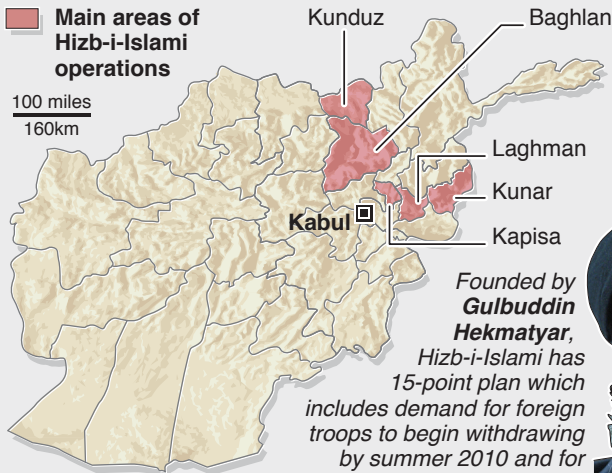 Main areas of
Hizb-i-Islami
operations
100 miles
160km
Kunduz
Baghlan
Laghman
Kunar
Kapisa
Kabul
Founded by
Gulbuddin
Hekmatyar,
Hizb-i-Islami has
15-point plan which
includes demand for foreign
troops to begin withdrawing
by summer 2010 and for